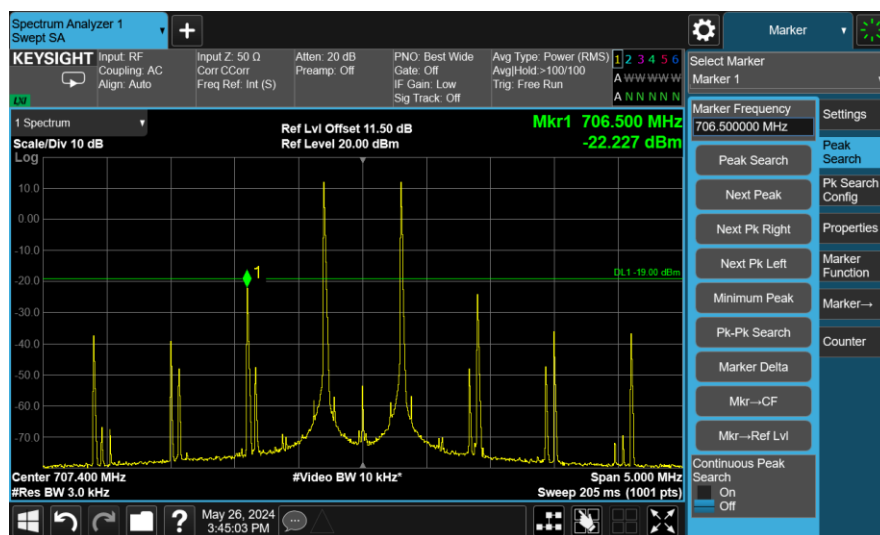 Spectrum Analyzer 1
Swept SA
Marker
KEYSIGHT
Input: RF
Coupling: AC
Align: Auto
Input Z: 50 Ω
Corr CCorr
Freq Ref: Int (S)
Atten: 20 dB
Preamp: Off
PNO: Best Wide
Gate: Off
IF Gain: Low
Sig Track: Off
Avg Type: Power (RMS)
Avg|Hold:>100/100
Trig: Free Run
1 2 3 4 5 6
A W W W W W
A N N N N N
LXI
Select Marker
Marker 1
1 Spectrum
Scale/Div 10 dB
Log
Ref Lvl Offset 11.50 dB
Ref Level 20.00 dBm
Mkr1 706.500 MHz
-22.227 dBm
10.0
0.00
-10.0
-20.0
-30.0
-40.0
-50.0
-60.0
-70.0
1
DL1 -19.00 dBm
Center 707.400 MHz
#Res BW 3.0 kHz
#Video BW 10 kHz*
Span 5.000 MHz
Sweep 205 ms (1001 pts)
Marker Frequency
706.500000 MHz
Peak Search
Next Peak
Next Pk Right
Next Pk Left
Minimum Peak
Pk-Pk Search
Marker Delta
Mkr→CF
Mkr→Ref Lvl
Continuous Peak
Search
On
Off
Settings
Peak
Search
Pk Search
Config
Properties
Marker
Function
Marker→
Counter
May 26, 2024
3:45:03 PM